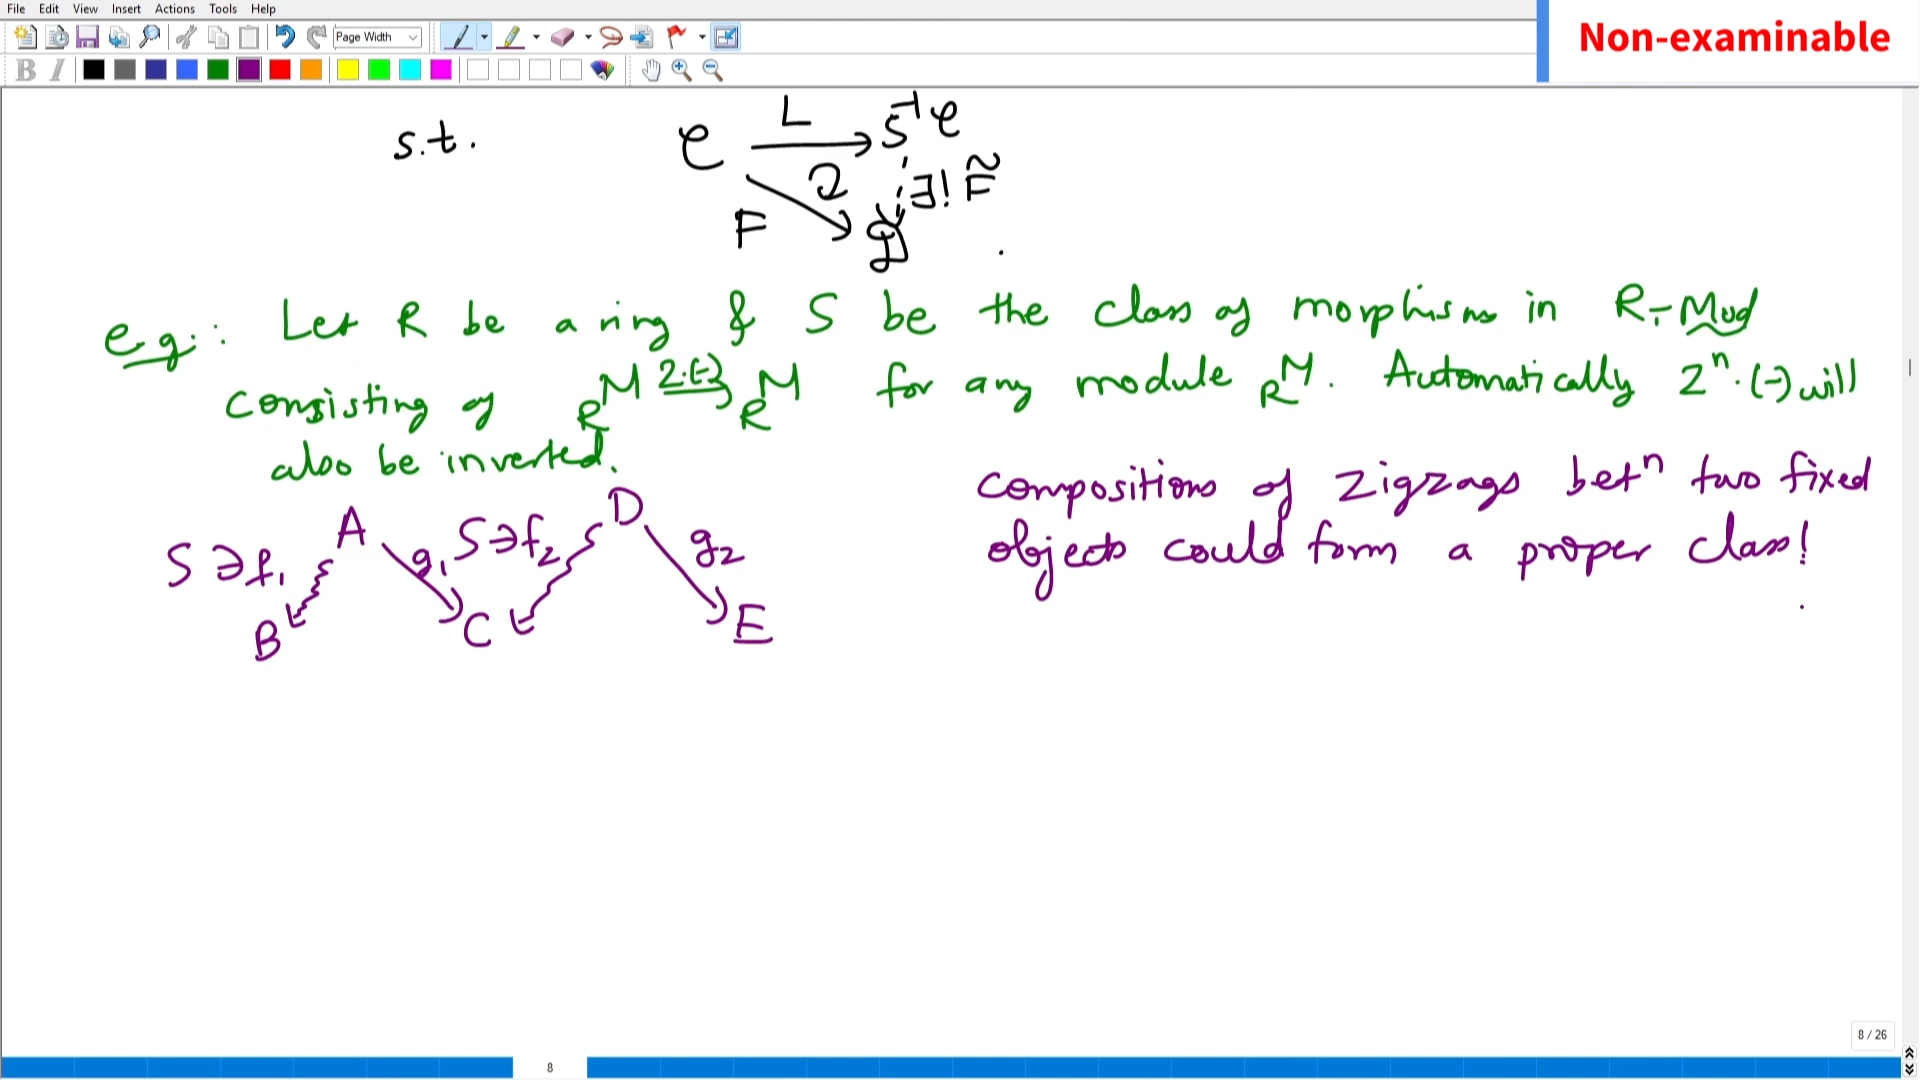 File Edit View Insert Actions Tools Help
Non-examinable
Page Width
B I
s.t. 𝒞 L S⁻¹𝒞
F 2 ∃! F̃
𝒟
e.g.: Let R be a ring & S be the class of morphisms in R-Mod
consisting of RM 2·(-) RM for any module RM. Automatically 2ⁿ·(-) will
also be inverted.
compositions of zigzags betⁿ two fixed
objects could form a proper class!
S∋f₁ A g₁ S∋f₂ D g₂
B C E
8 / 26
8